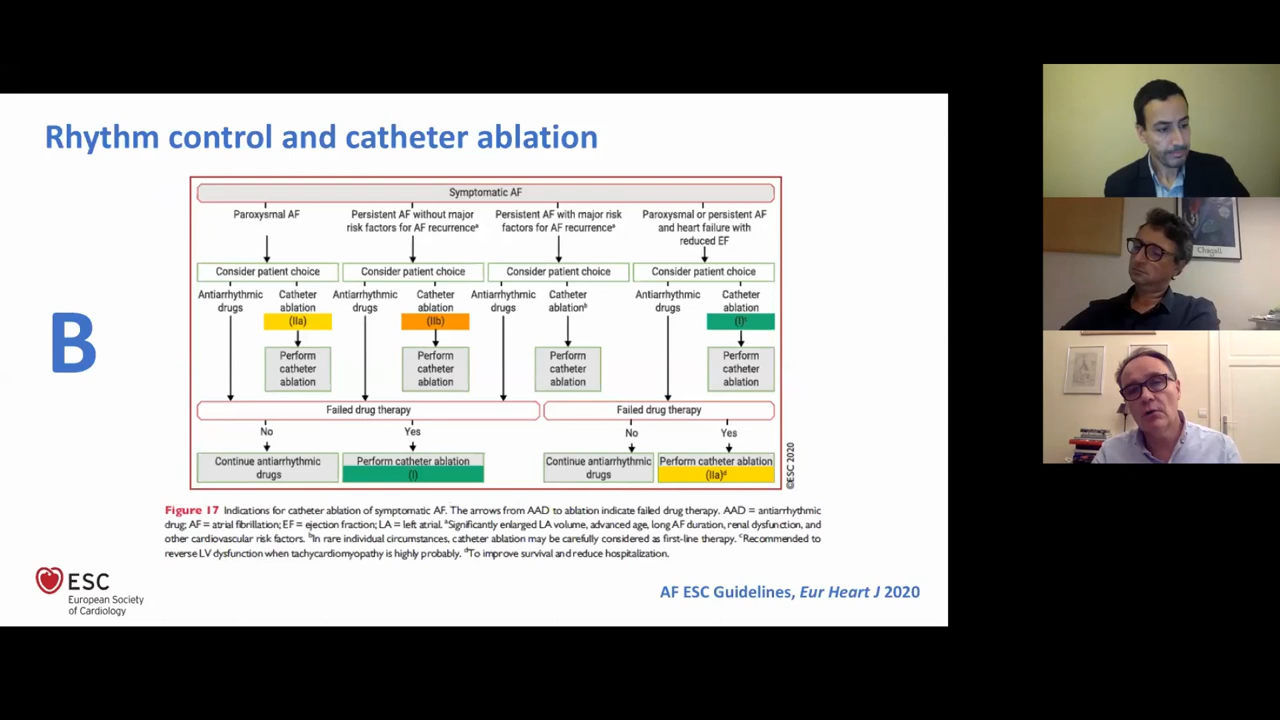 Rhythm control and catheter ablation
B
Symptomatic AF
Paroxysmal AF
Persistent AF without major
risk factors for AF recurrenceᵃ
Persistent AF with major risk
factors for AF recurrenceᵃ
Paroxysmal or persistent AF
and heart failure with
reduced EF
Consider patient choice
Consider patient choice
Consider patient choice
Consider patient choice
Antiarrhythmic
drugs
Catheter
ablation
(IIa)
Antiarrhythmic
drugs
Catheter
ablation
(IIb)
Antiarrhythmic
drugs
Catheter
ablationᵇ
Antiarrhythmic
drugs
Catheter
ablation
(I)ᶜ
Perform
catheter
ablation
Perform
catheter
ablation
Perform
catheter
ablation
Perform
catheter
ablation
Failed drug therapy
Failed drug therapy
No
Yes
No
Yes
Continue antiarrhythmic
drugs
Perform catheter ablation
(I)
Continue antiarrhythmic
drugs
Perform catheter ablation
(IIa)ᵈ
©ESC 2020
Figure 17 Indications for catheter ablation of symptomatic AF. The arrows from AAD to ablation indicate failed drug therapy. AAD = antiarrhythmic
drug; AF = atrial fibrillation; EF = ejection fraction; LA = left atrial. ᵃSignificantly enlarged LA volume, advanced age, long AF duration, renal dysfunction, and
other cardiovascular risk factors. ᵇIn rare individual circumstances, catheter ablation may be carefully considered as first-line therapy. ᶜRecommended to
reverse LV dysfunction when tachycardiomyopathy is highly probably. ᵈTo improve survival and reduce hospitalization.
ESC
European Society
of Cardiology
AF ESC Guidelines, Eur Heart J 2020
Chagall